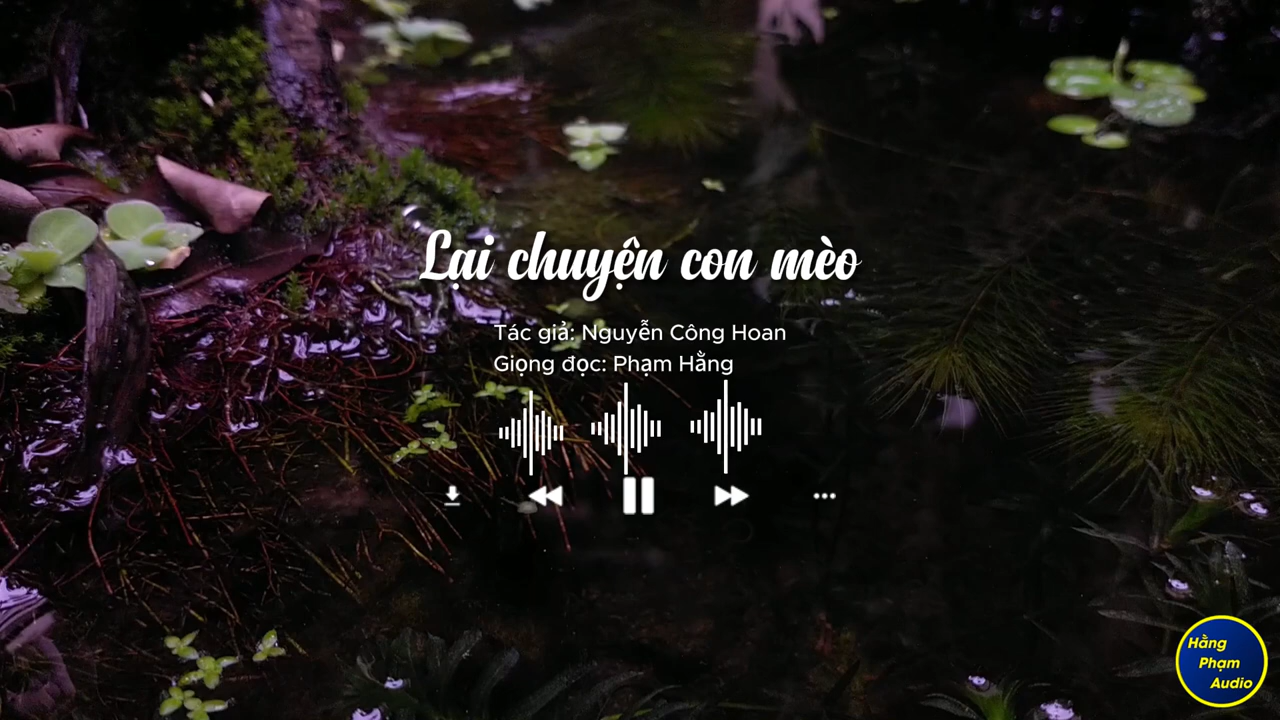 Lại chuyện con mèo
Tác giả: Nguyễn Công Hoan
Giọng đọc: Phạm Hằng
Hằng
Phạm
Audio